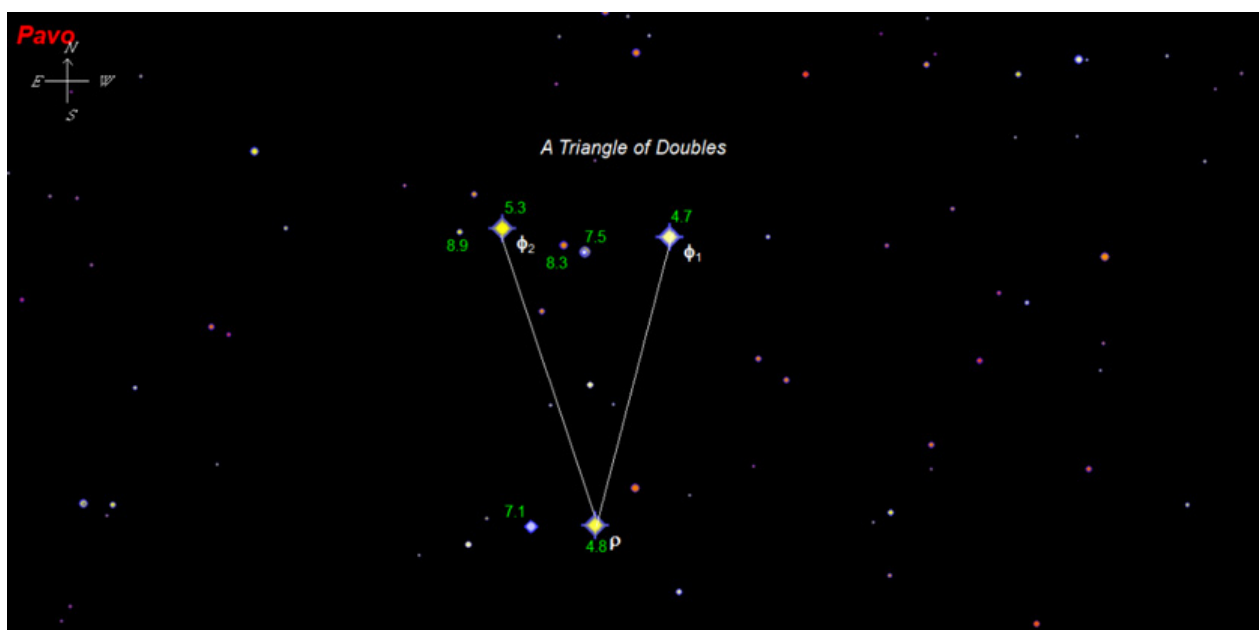 Pavo
N
E W
S
A Triangle of Doubles
5.3 4.7
8.9 ϕ2 8.3 7.5 ϕ1
7.1
4.8 ρ